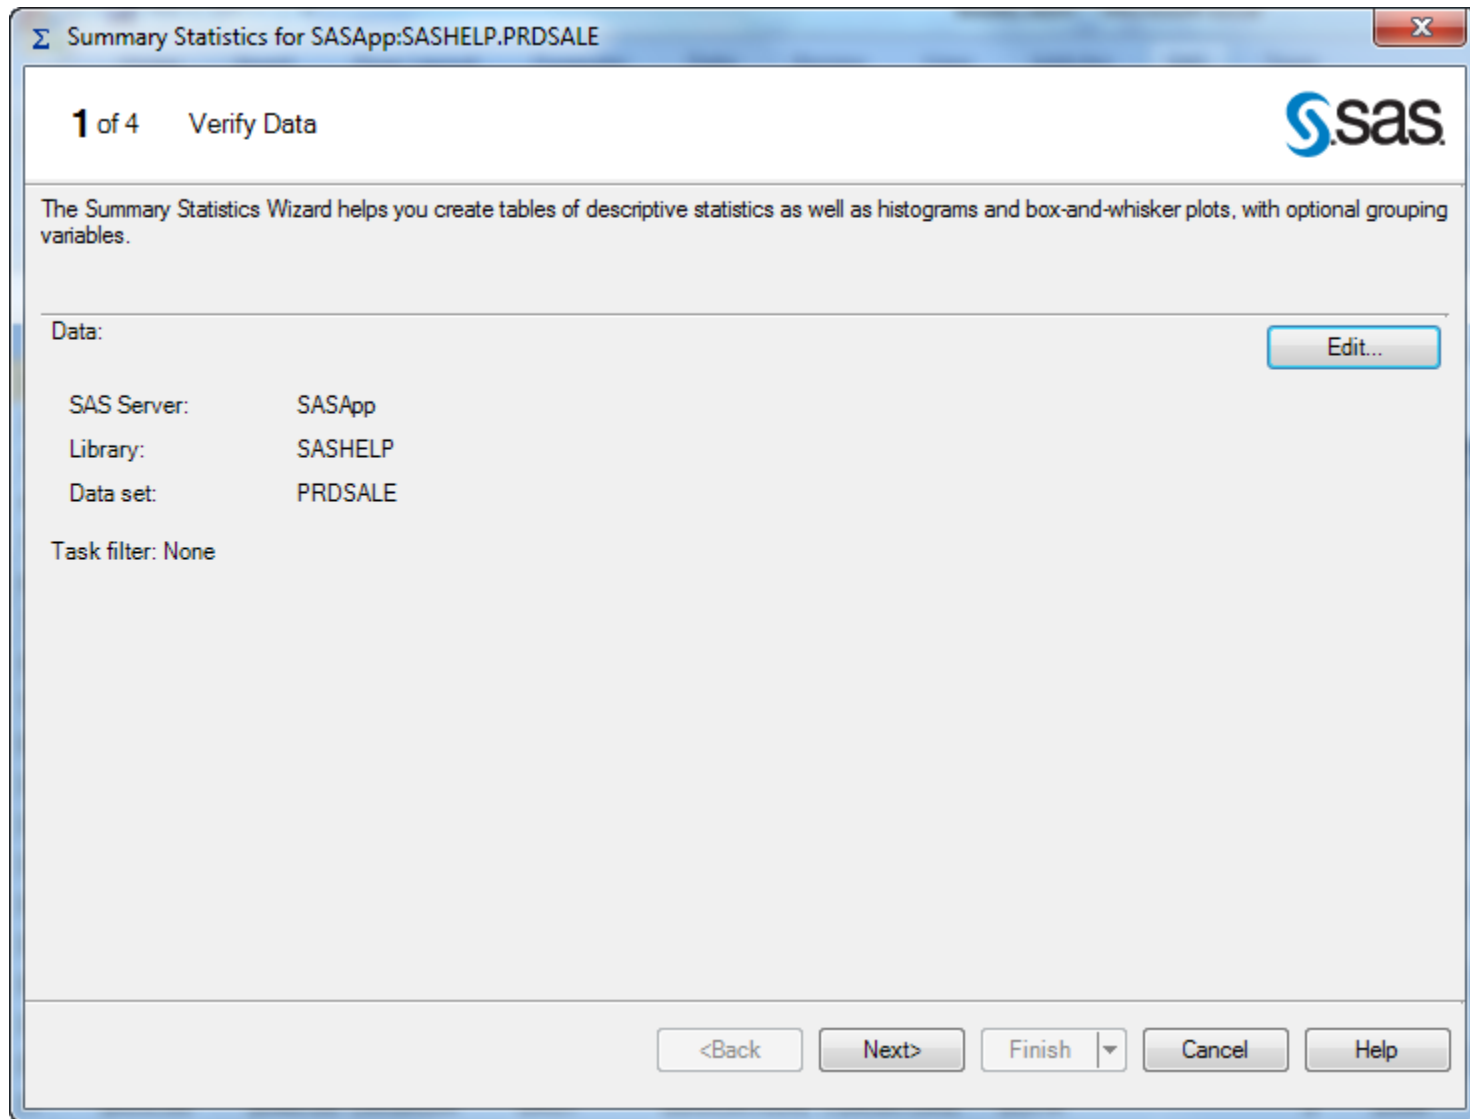 Σ Summary Statistics for SASApp:SASHELP.PRDSALE
1 of 4 Verify Data
sas
The Summary Statistics Wizard helps you create tables of descriptive statistics as well as histograms and box-and-whisker plots, with optional grouping
variables.
Data:
Edit...
SAS Server: SASApp
Library: SASHELP
Data set: PRDSALE
Task filter: None
<Back Next> Finish Cancel Help